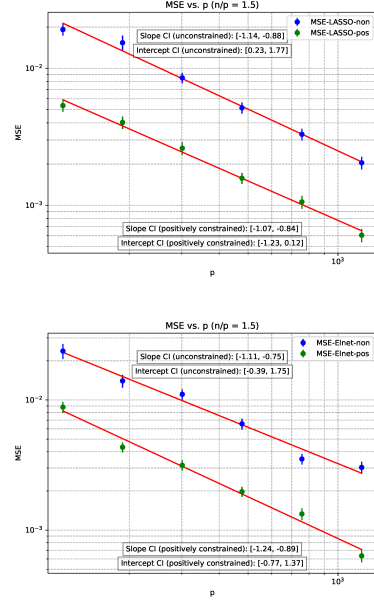 MSE vs. p (n/p = 1.5)
MSE-LASSO-non
MSE-LASSO-pos
Slope CI (unconstrained): [-1.14, -0.88]
Intercept CI (unconstrained): [0.23, 1.77]
10⁻²
MSE
10⁻³
Slope CI (positively constrained): [-1.07, -0.84]
Intercept CI (positively constrained): [-1.23, 0.12]
10³
p
MSE vs. p (n/p = 1.5)
MSE-Elnet-non
MSE-Elnet-pos
Slope CI (unconstrained): [-1.11, -0.75]
Intercept CI (unconstrained): [-0.39, 1.75]
10⁻²
MSE
10⁻³
Slope CI (positively constrained): [-1.24, -0.89]
Intercept CI (positively constrained): [-0.77, 1.37]
10³
p